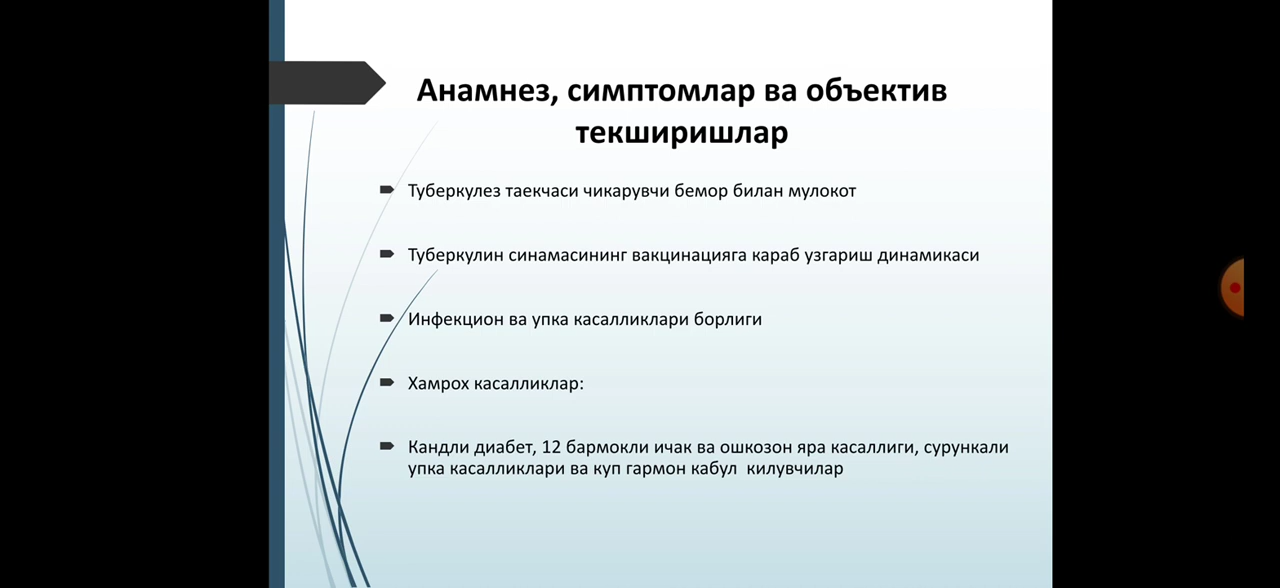 Анамнез, симптомлар ва объектив
текширишлар
Туберкулез таекчаси чикарувчи бемор билан мулокот
Туберкулин синамасининг вакцинацияга караб узгариш динамикаси
Инфекцион ва упка касалликлари борлиги
Хамрох касалликлар:
Кандли диабет, 12 бармокли ичак ва ошкозон яра касаллиги, сурункали
упка касалликлари ва куп гармон кабул килувчилар